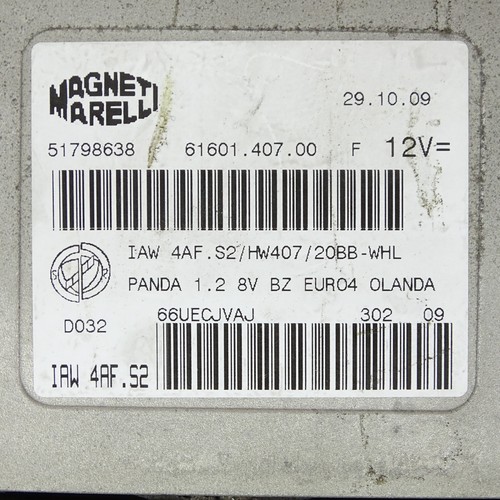 MAGNETI
MARELLI
29.10.09
51798638 61601.407.00 F 12V=
IAW 4AF.S2/HW407/20BB-WHL
PANDA 1.2 8V BZ EURO4 OLANDA
D032 66UECJVAJ 302 09
IAW 4AF.S2